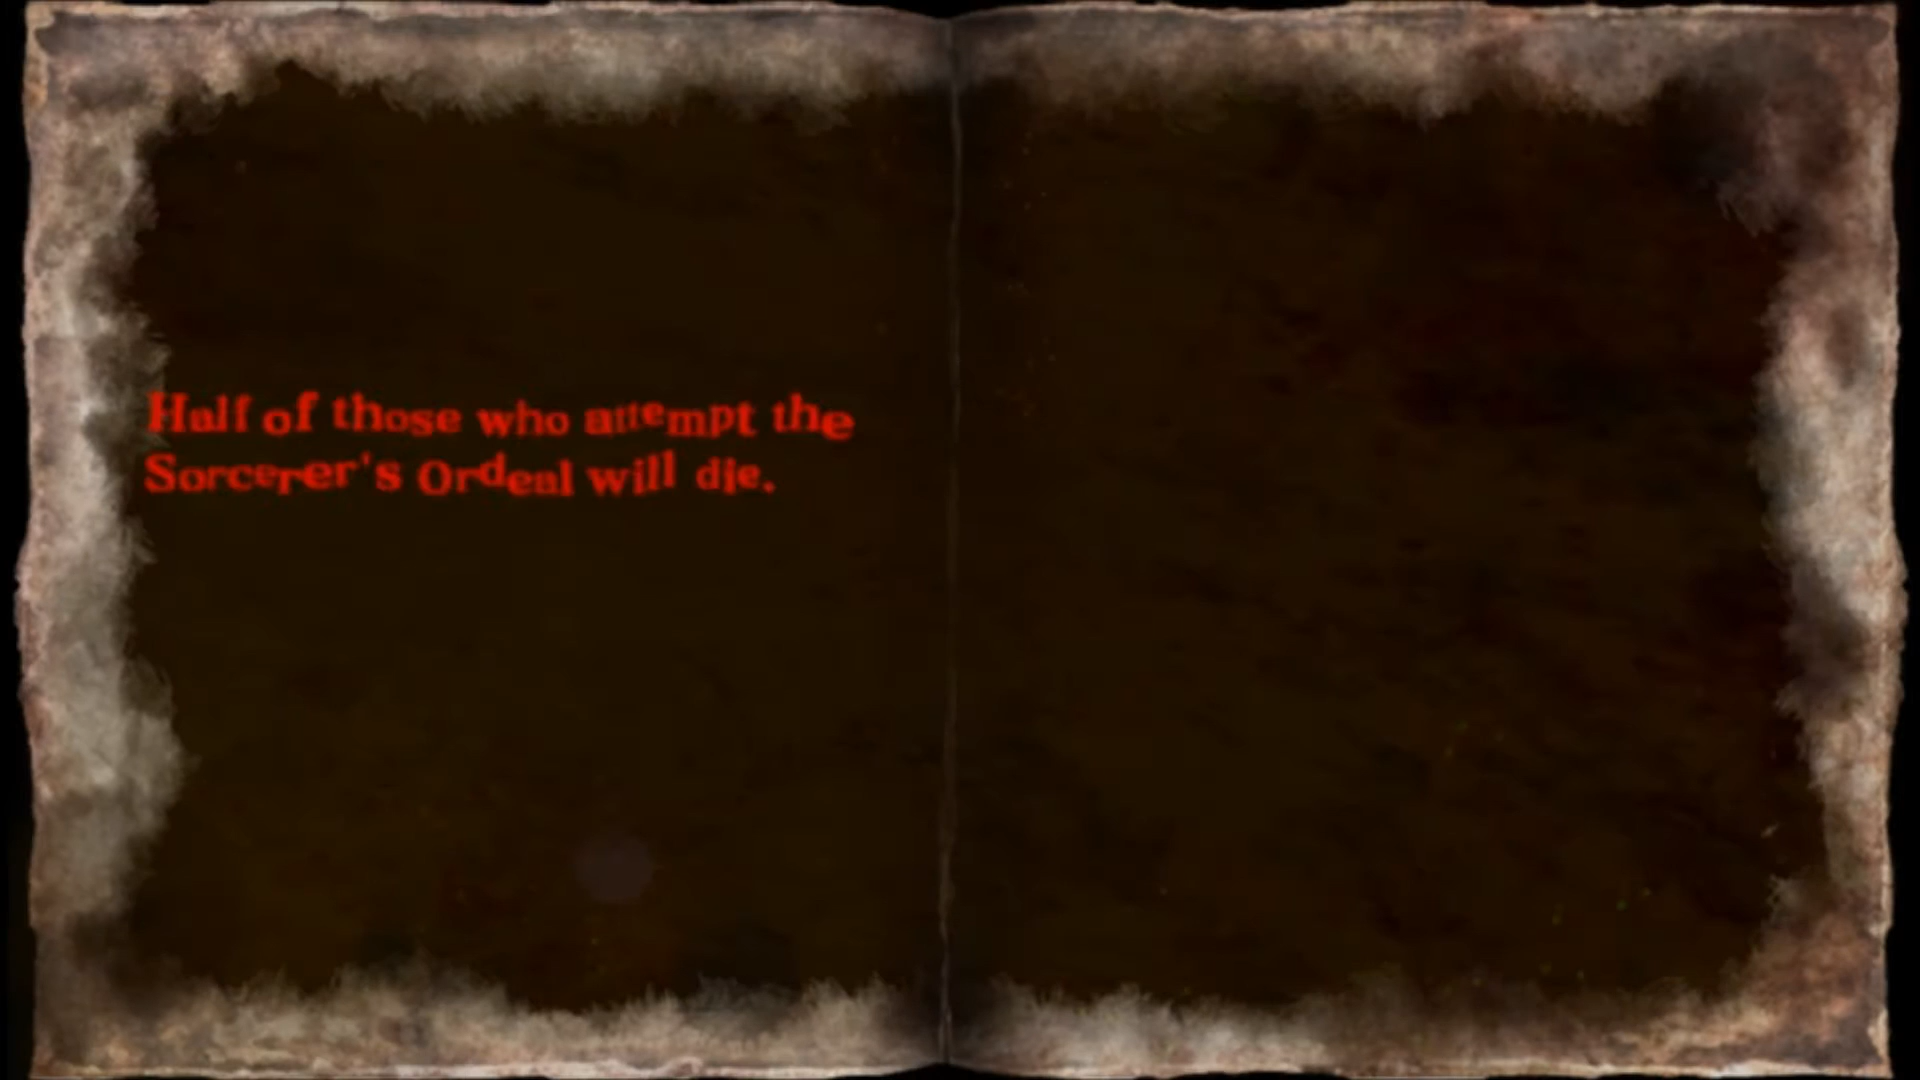 Half of those who attempt the
Sorcerer's Ordeal will die.